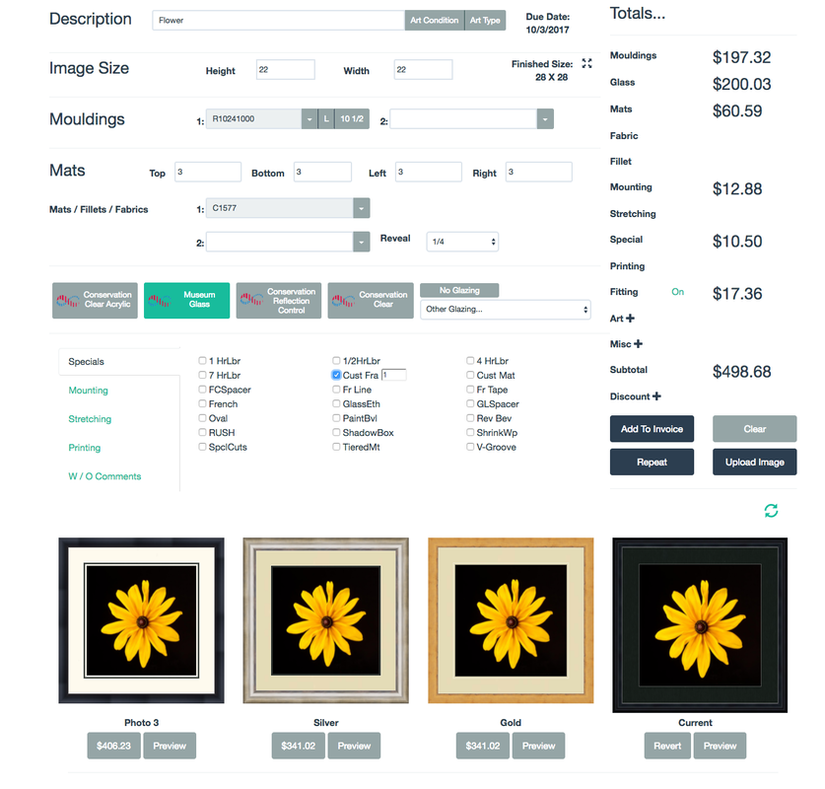 Description Flower Art Condition Art Type Due Date:
10/3/2017
Image Size Height 22 Width 22 Finished Size:
28 X 28
Mouldings 1: R10241000 L 10 1/2 2:
Mats Top 3 Bottom 3 Left 3 Right 3
Mats / Fillets / Fabrics 1: C1577
2: Reveal 1/4
Conservation
Clear Acrylic
Museum
Glass
Conservation
Reflection
Control
Conservation
Clear
No Glazing
Other Glazing...
Specials
Mounting
Stretching
Printing
W / O Comments
1 HrLbr 1/2HrLbr 4 HrLbr
7 HrLbr Cust Fra 1 Cust Mat
FCSpacer Fr Line Fr Tape
French GlassEth GLSpacer
Oval PaintBvl Rev Bev
RUSH ShadowBox ShrinkWp
SpclCuts TieredMt V-Groove
Totals...
Mouldings $197.32
Glass $200.03
Mats $60.59
Fabric
Fillet
Mounting $12.88
Stretching
Special $10.50
Printing
Fitting On $17.36
Art
Misc
Subtotal $498.68
Discount
Add To Invoice Clear
Repeat Upload Image
Photo 3 Silver Gold Current
$406.23 Preview $341.02 Preview $341.02 Preview Revert Preview